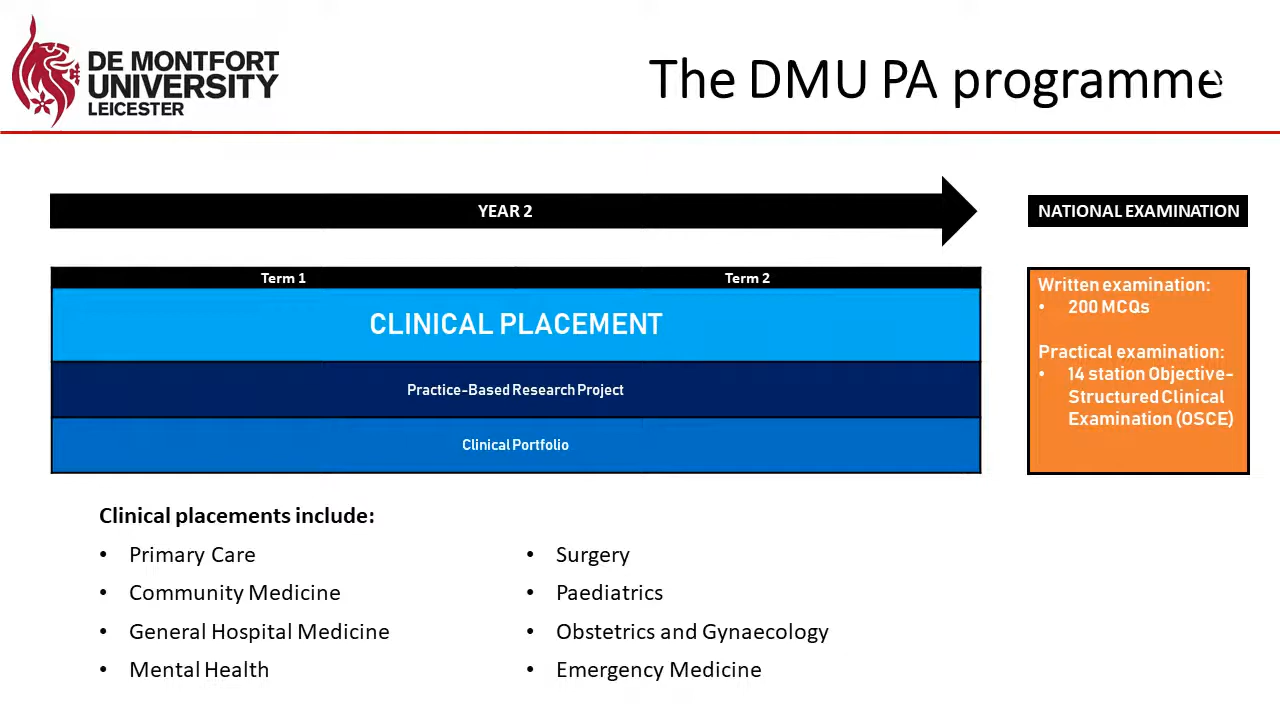 DE MONTFORT
UNIVERSITY
LEICESTER
The DMU PA programme
YEAR 2
NATIONAL EXAMINATION
Term 1
Term 2
CLINICAL PLACEMENT
Practice-Based Research Project
Clinical Portfolio
Written examination:
• 200 MCQs
Practical examination:
• 14 station Objective-
Structured Clinical
Examination (OSCE)
Clinical placements include:
• Primary Care
• Community Medicine
• General Hospital Medicine
• Mental Health
• Surgery
• Paediatrics
• Obstetrics and Gynaecology
• Emergency Medicine